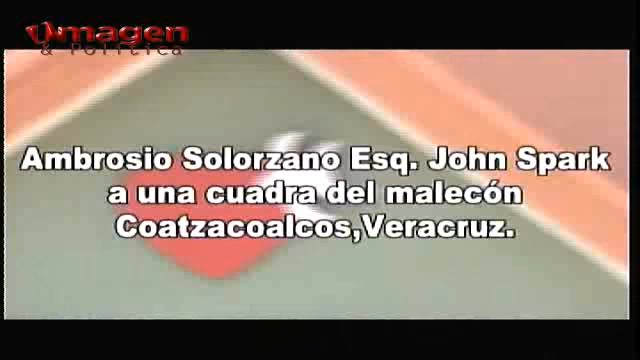 imagen
& Política
Ambrosio Solorzano Esq. John Spark
a una cuadra del malecón
Coatzacoalcos,Veracruz.